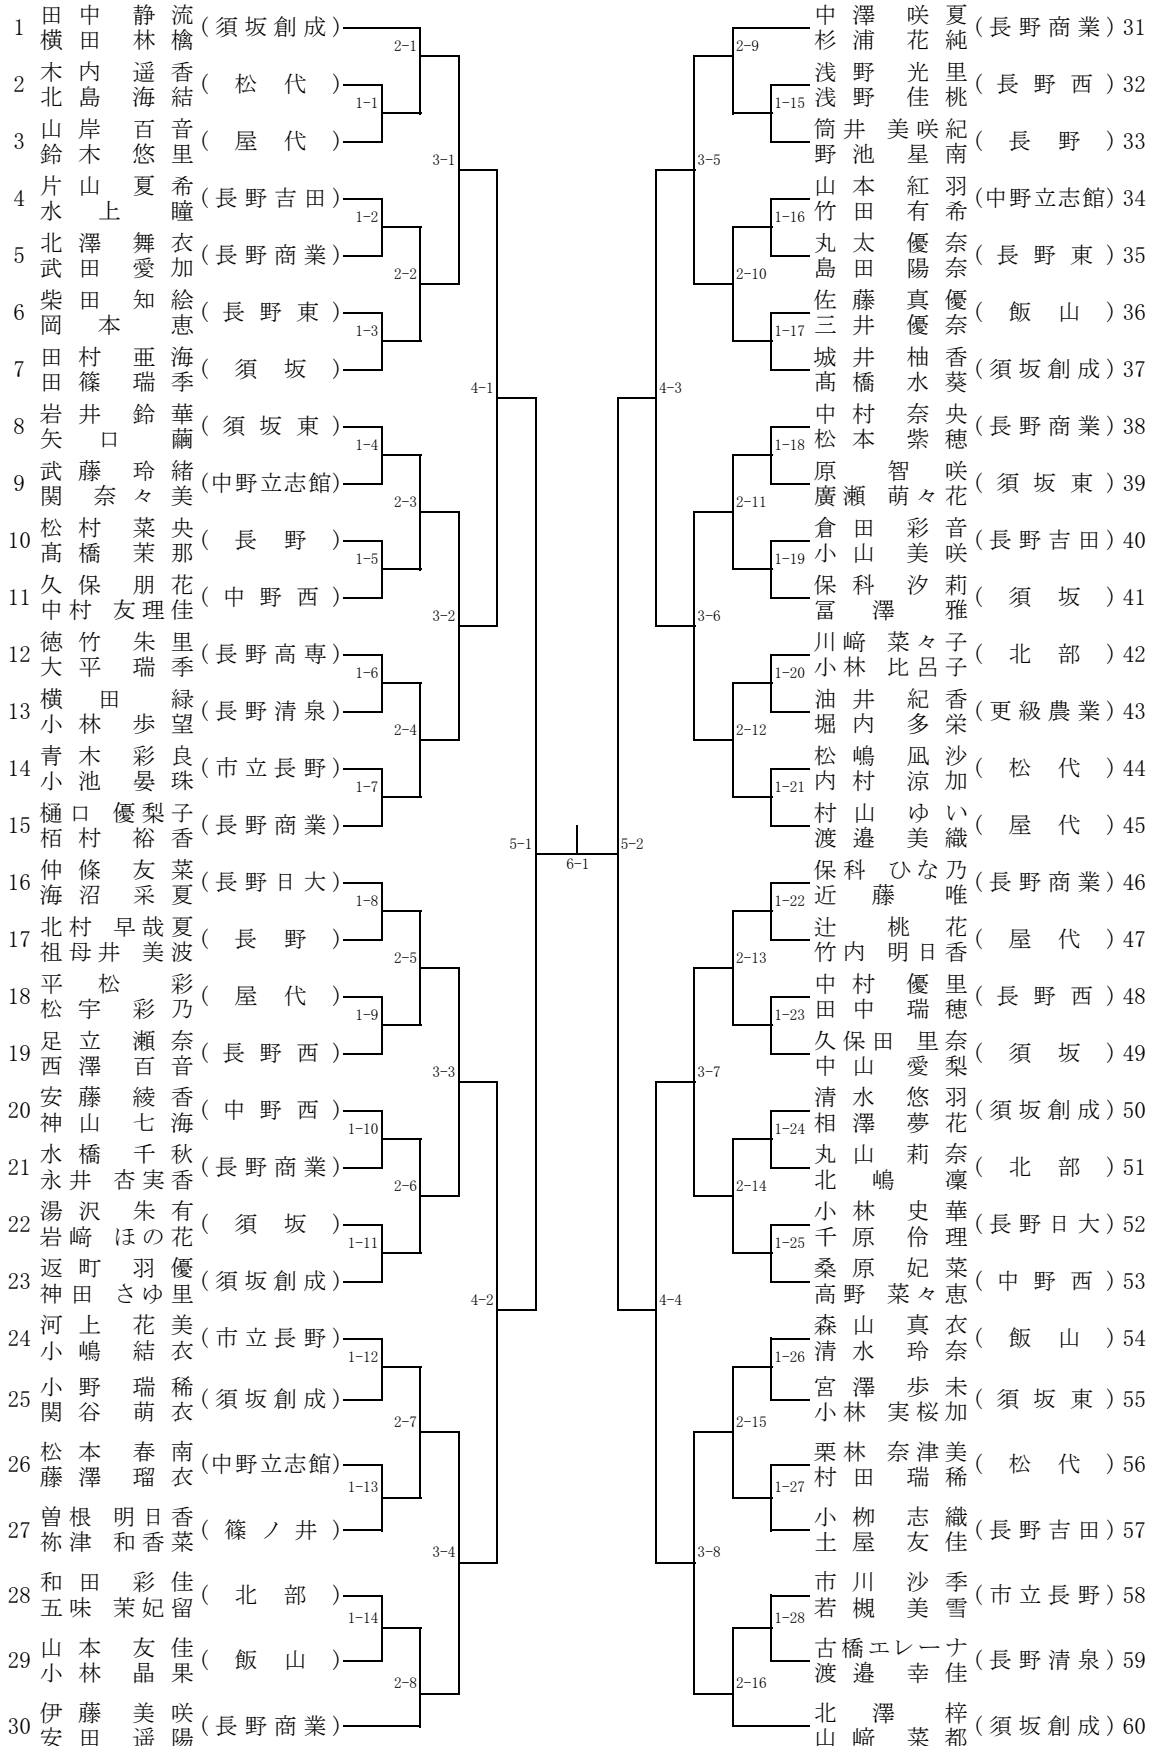 1 田中 静流 (須坂創成)
横田 林檎
2 木内 遥香 (松代)
北島 海結
3 山岸 百音 (屋代)
鈴木 悠里
4 片山 夏希 (長野吉田)
水上 瞳
5 北澤 舞衣 (長野商業)
武田 愛加
6 柴田 知絵 (長野東)
岡本 恵
7 田村 亜海 (須坂)
田篠 瑞季
8 岩井 鈴華 (須坂東)
矢口 繭
9 武藤 玲緒 (中野立志館)
関 奈々美
10 松村 菜央 (長野)
髙橋 茉那
11 久保 朋花 (中野西)
中村 友理佳
12 徳竹 朱里 (長野高専)
大平 瑞季
13 横田 緑 (長野清泉)
小林 歩望
14 青木 彩良 (市立長野)
小池 晏珠
15 樋口 優梨子 (長野商業)
栢村 裕香
16 仲條 友菜 (長野日大)
海沼 采夏
17 北村 早哉夏 (長野)
祖母井 美波
18 平松 彩 (屋代)
松宇 彩乃
19 足立 瀬奈 (長野西)
西澤 百音
20 安藤 綾香 (中野西)
神山 七海
21 水橋 千秋 (長野商業)
永井 杏実香
22 湯沢 朱有 (須坂)
岩﨑 ほの花
23 返町 羽優 (須坂創成)
神田 さゆ里
24 河上 花美 (市立長野)
小嶋 結衣
25 小野 瑞稀 (須坂創成)
関谷 萌衣
26 松本 春南 (中野立志館)
藤澤 瑠衣
27 曽根 明日香 (篠ノ井)
祢津 和香菜
28 和田 彩佳 (北部)
五味 茉妃留
29 山本 友佳 (飯山)
小林 晶果
30 伊藤 美咲 (長野商業)
安田 遥陽
2-1
1-1
3-1
1-2
2-2
1-3
4-1
1-4
2-3
1-5
3-2
1-6
2-4
1-7
5-1
1-8
2-5
1-9
3-3
1-10
2-6
1-11
4-2
1-12
2-7
1-13
3-4
1-14
2-8
6-1
5-2
2-9
1-15
3-5
1-16
2-10
1-17
4-3
1-18
2-11
1-19
3-6
1-20
2-12
1-21
1-22
2-13
1-23
3-7
1-24
2-14
1-25
4-4
1-26
2-15
1-27
3-8
1-28
2-16
中澤 咲夏 (長野商業) 31
杉浦 花純
浅野 光里 (長野西) 32
浅野 佳桃
筒井 美咲紀 (長野) 33
野池 星南
山本 紅羽 (中野立志館) 34
竹田 有希
丸太 優奈 (長野東) 35
島田 陽奈
佐藤 真優 (飯山) 36
三井 優奈
城井 柚香 (須坂創成) 37
髙橋 水葵
中村 奈央 (長野商業) 38
松本 紫穂
原 智咲 (須坂東) 39
廣瀬 萌々花
倉田 彩音 (長野吉田) 40
小山 美咲
保科 汐莉 (須坂) 41
冨澤 雅
川﨑 菜々子 (北部) 42
小林 比呂子
油井 紀香 (更級農業) 43
堀内 多栄
松嶋 凪沙 (松代) 44
内村 涼加
村山 ゆい (屋代) 45
渡邉 美織
保科 ひな乃 (長野商業) 46
近藤 唯
辻 桃花 (屋代) 47
竹内 明日香
中村 優里 (長野西) 48
田中 瑞穂
久保田 里奈 (須坂) 49
中山 愛梨
清水 悠羽 (須坂創成) 50
相澤 夢花
丸山 莉奈 (北部) 51
北嶋 凜
小林 史華 (長野日大) 52
千原 伶理
桑原 妃菜 (中野西) 53
高野 菜々恵
森山 真衣 (飯山) 54
清水 玲奈
宮澤 歩未 (須坂東) 55
小林 実桜加
栗林 奈津美 (松代) 56
村田 瑞稀
小栁 志織 (長野吉田) 57
土屋 友佳
市川 沙季 (市立長野) 58
若槻 美雪
古橋エレーナ (長野清泉) 59
渡邉 幸佳
北澤 梓 (須坂創成) 60
山﨑 菜都